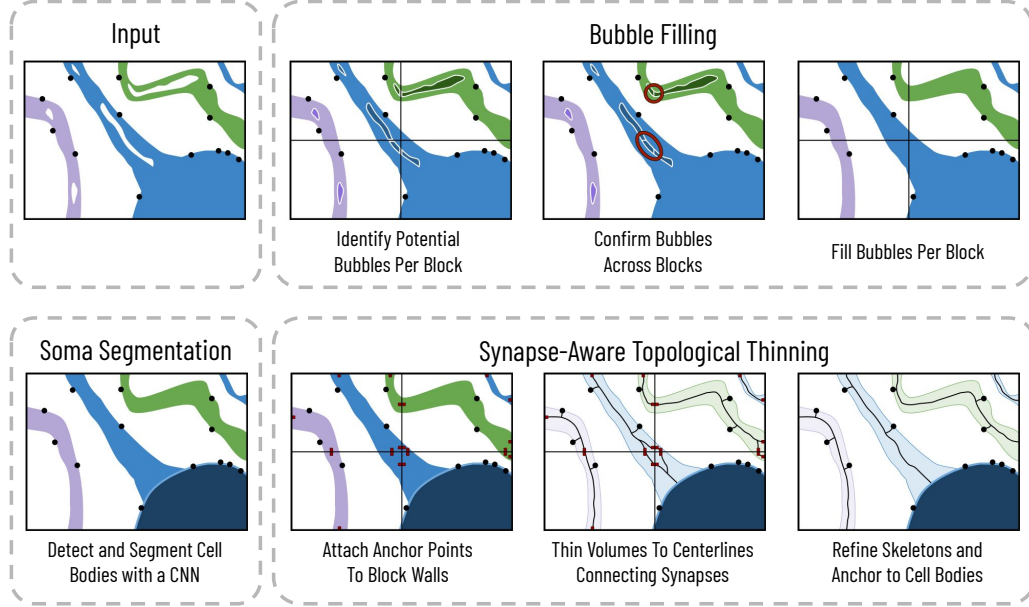 Input
Bubble Filling
Identify Potential
Bubbles Per Block
Confirm Bubbles
Across Blocks
Fill Bubbles Per Block
Soma Segmentation
Synapse-Aware Topological Thinning
Detect and Segment Cell
Bodies with a CNN
Attach Anchor Points
To Block Walls
Thin Volumes To Centerlines
Connecting Synapses
Refine Skeletons and
Anchor to Cell Bodies